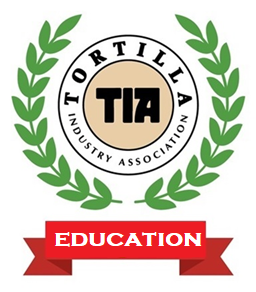 TORTILLA
TIA
INDUSTRY ASSOCIATION
EDUCATION